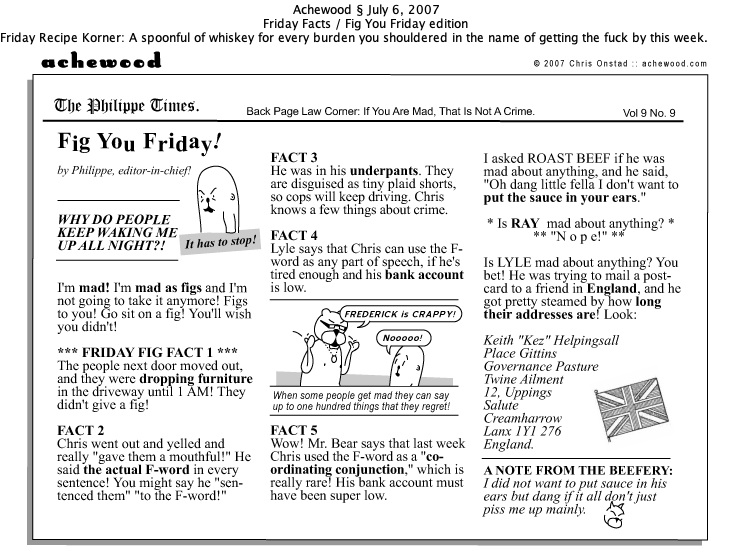 Achewood § July 6, 2007
Friday Facts / Fig You Friday edition
Friday Recipe Korner: A spoonful of whiskey for every burden you shouldered in the name of getting the fuck by this week.
achewood
© 2007 Chris Onstad :: achewood.com
The Philippe Times.
Back Page Law Corner: If You Are Mad, That Is Not A Crime.
Vol 9 No. 9
Fig You Friday!
by Philippe, editor-in-chief!
WHY DO PEOPLE
KEEP WAKING ME
UP ALL NIGHT?!
It has to stop!
I'm mad! I'm mad as figs and I'm
not going to take it anymore! Figs
to you! Go sit on a fig! You'll wish
you didn't!
*** FRIDAY FIG FACT 1 ***
The people next door moved out,
and they were dropping furniture
in the driveway until 1 AM! They
didn't give a fig!
FACT 2
Chris went out and yelled and
really "gave them a mouthful!" He
said the actual F-word in every
sentence! You might say he "sen-
tenced them" "to the F-word!"
FACT 3
He was in his underpants. They
are disguised as tiny plaid shorts,
so cops will keep driving. Chris
knows a few things about crime.
FACT 4
Lyle says that Chris can use the F-
word as any part of speech, if he's
tired enough and his bank account
is low.
FREDERICK is CRAPPY!
Nooooo!
When some people get mad they can say
up to one hundred things that they regret!
FACT 5
Wow! Mr. Bear says that last week
Chris used the F-word as a "co-
ordinating conjunction," which is
really rare! His bank account must
have been super low.
I asked ROAST BEEF if he was
mad about anything, and he said,
"Oh dang little fella I don't want to
put the sauce in your ears."
* Is RAY mad about anything? *
** "N o p e!" **
Is LYLE mad about anything? You
bet! He was trying to mail a post-
card to a friend in England, and he
got pretty steamed by how long
their addresses are! Look:
Keith "Kez" Helpingsall
Place Gittins
Governance Pasture
Twine Ailment
12, Uppings
Salute
Creamharrow
Lanx 1Y1 276
England.
A NOTE FROM THE BEEFERY:
I did not want to put sauce in his
ears but dang if it all don't just
piss me up mainly.